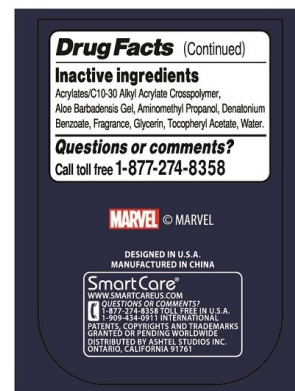 Drug Facts (Continued)
Inactive ingredients
Acrylates/C10-30 Alkyl Acrylate Crosspolymer,
Aloe Barbadensis Gel, Aminomethyl Propanol, Denatonium
Benzoate, Fragrance, Glycerin, Tocopheryl Acetate, Water.
Questions or comments?
Call toll free 1-877-274-8358
MARVEL © MARVEL
DESIGNED IN U.S.A.
MANUFACTURED IN CHINA
SmartCare®
WWW.SMARTCAREUS.COM
QUESTIONS OR COMMENTS?
1-877-274-8358 TOLL FREE IN U.S.A.
1-909-434-0911 INTERNATIONAL
PATENTS, COPYRIGHTS AND TRADEMARKS
GRANTED OR PENDING WORLDWIDE
DISTRIBUTED BY ASHTEL STUDIOS INC.
ONTARIO, CALIFORNIA 91761